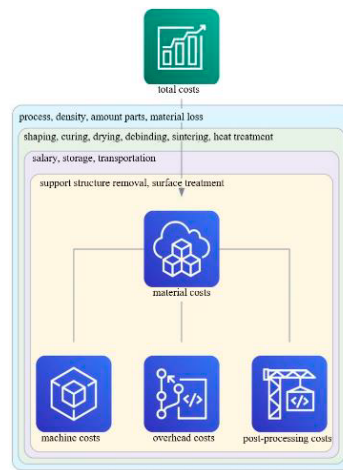 total costs
process, density, amount parts, material loss
shaping, curing, drying, debinding, sintering, heat treatment
salary, storage, transportation
support structure removal, surface treatment
material costs
machine costs
overhead costs
post-processing costs